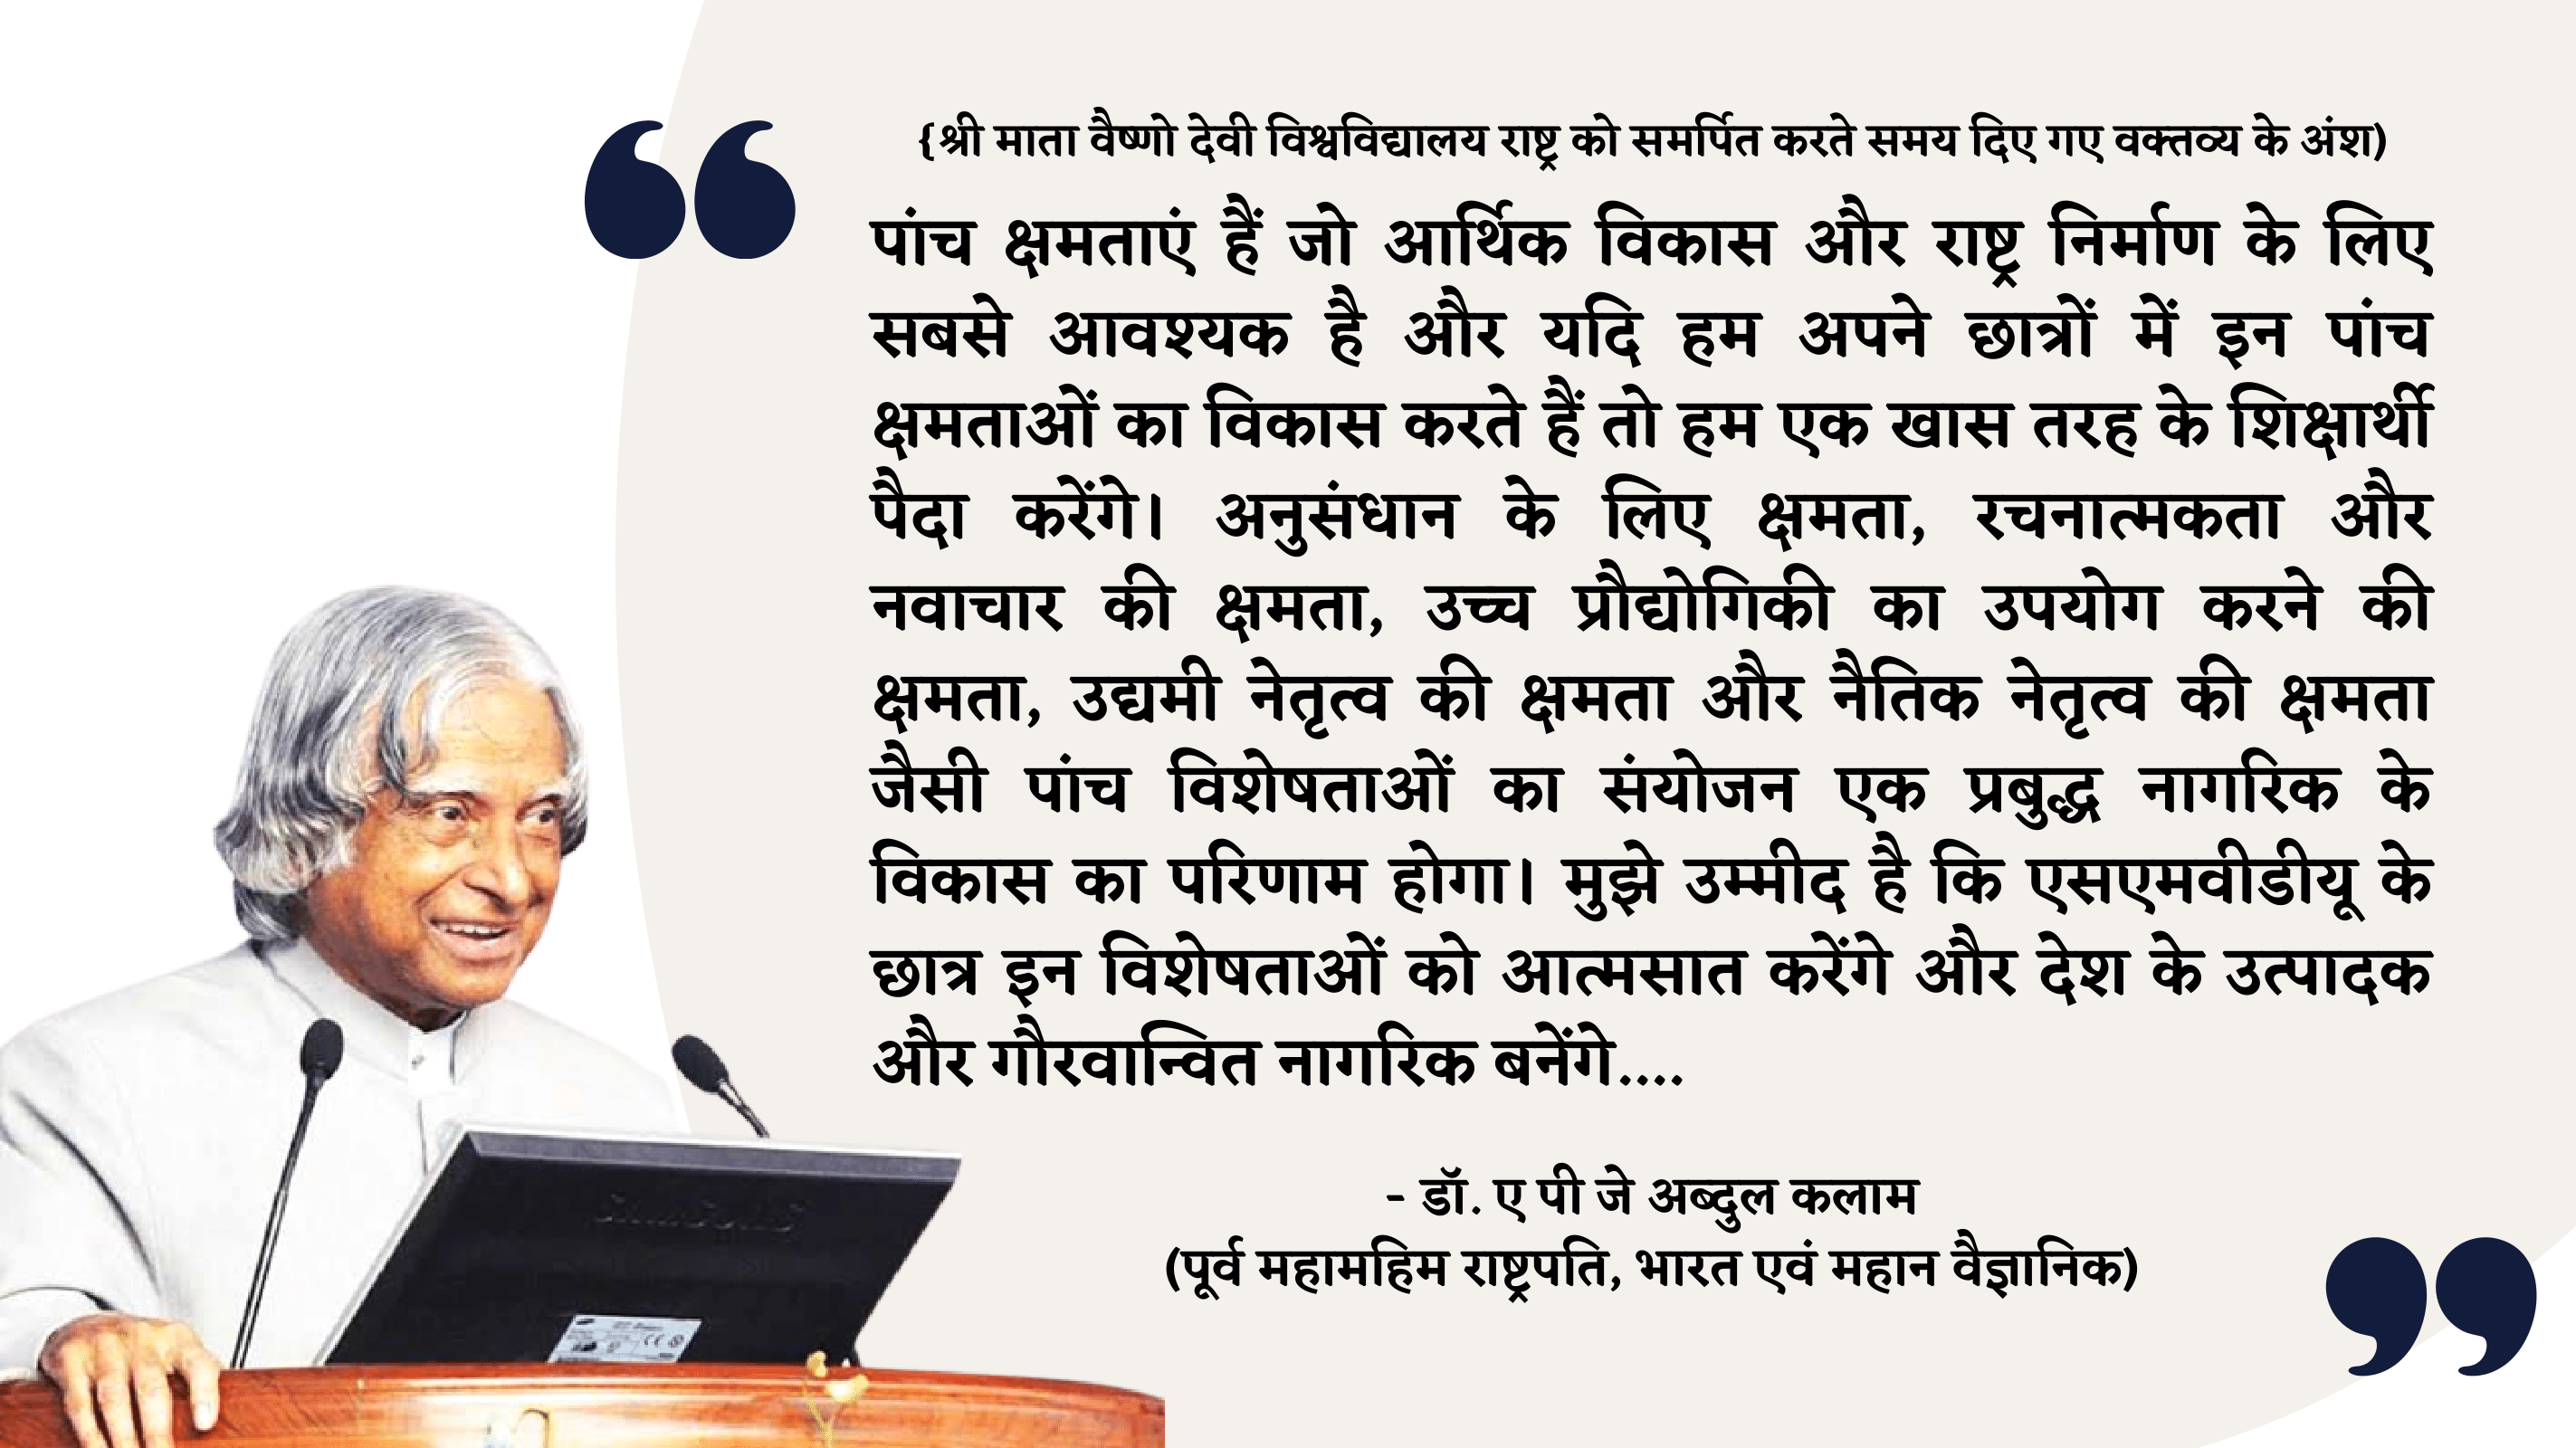 {श्री माता वैष्णो देवी विश्वविद्यालय राष्ट्र को समर्पित करते समय दिए गए वक्तव्य के अंश)
पांच क्षमताएं हैं जो आर्थिक विकास और राष्ट्र निर्माण के लिए
सबसे आवश्यक है और यदि हम अपने छात्रों में इन पांच
क्षमताओं का विकास करते हैं तो हम एक खास तरह के शिक्षार्थी
पैदा करेंगे। अनुसंधान के लिए क्षमता, रचनात्मकता और
नवाचार की क्षमता, उच्च प्रौद्योगिकी का उपयोग करने की
क्षमता, उद्यमी नेतृत्व की क्षमता और नैतिक नेतृत्व की क्षमता
जैसी पांच विशेषताओं का संयोजन एक प्रबुद्ध नागरिक के
विकास का परिणाम होगा। मुझे उम्मीद है कि एसएमवीडीयू के
छात्र इन विशेषताओं को आत्मसात करेंगे और देश के उत्पादक
और गौरवान्वित नागरिक बनेंगे....
- डॉ. ए पी जे अब्दुल कलाम
(पूर्व महामहिम राष्ट्रपति, भारत एवं महान वैज्ञानिक)
SAMSUNG